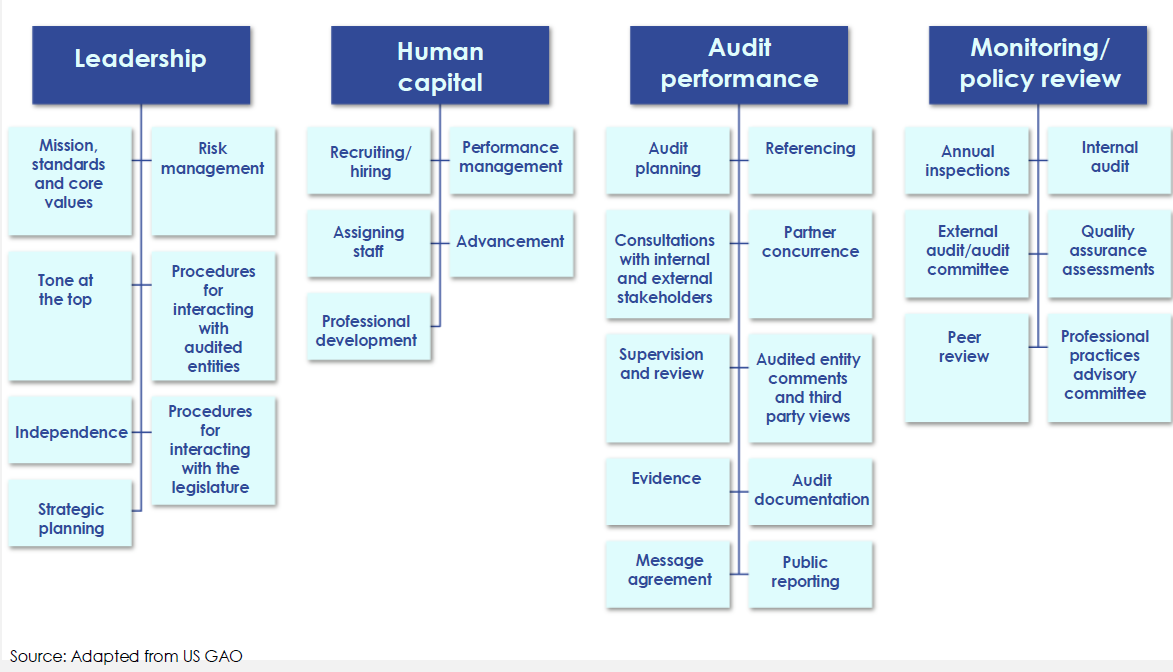 Leadership
Mission,
standards
and core
values
Risk
management
Tone at
the top
Procedures
for
interacting
with
audited
entities
Independence
Procedures
for
interacting
with the
legislature
Strategic
planning
Human
capital
Recruiting/
hiring
Performance
management
Assigning
staff
Advancement
Professional
development
Audit
performance
Audit
planning
Referencing
Consultations
with internal
and external
stakeholders
Partner
concurrence
Supervision
and review
Audited entity
comments
and third
party views
Evidence
Audit
documentation
Message
agreement
Public
reporting
Monitoring/
policy review
Annual
inspections
Internal
audit
External
audit/audit
committee
Quality
assurance
assessments
Peer
review
Professional
practices
advisory
committee
Source: Adapted from US GAO